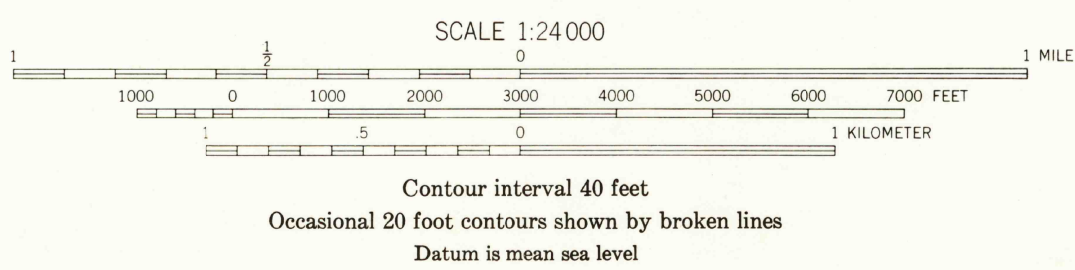 SCALE 1:24 000
1 1/2 0 1 MILE
1000 0 1000 2000 3000 4000 5000 6000 7000 FEET
1 .5 0 1 KILOMETER
Contour interval 40 feet
Occasional 20 foot contours shown by broken lines
Datum is mean sea level